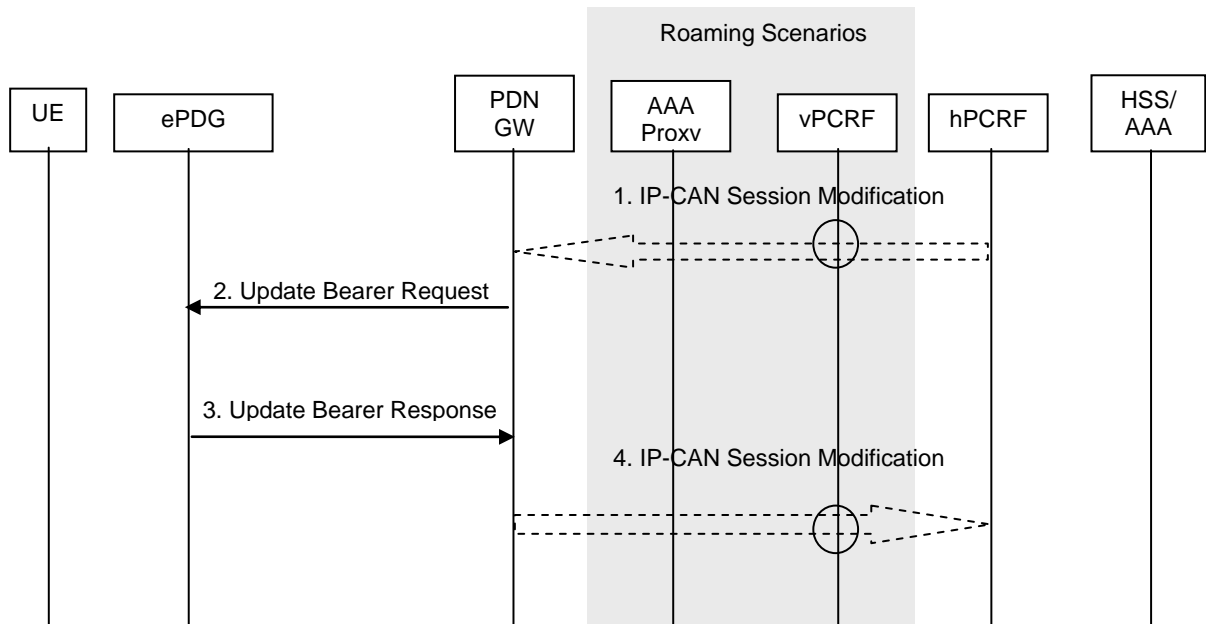 Roaming Scenarios
UE
ePDG
PDN
GW
AAA
Proxv
vPCRF
hPCRF
HSS/
AAA
1. IP-CAN Session Modification
2. Update Bearer Request
3. Update Bearer Response
4. IP-CAN Session Modification